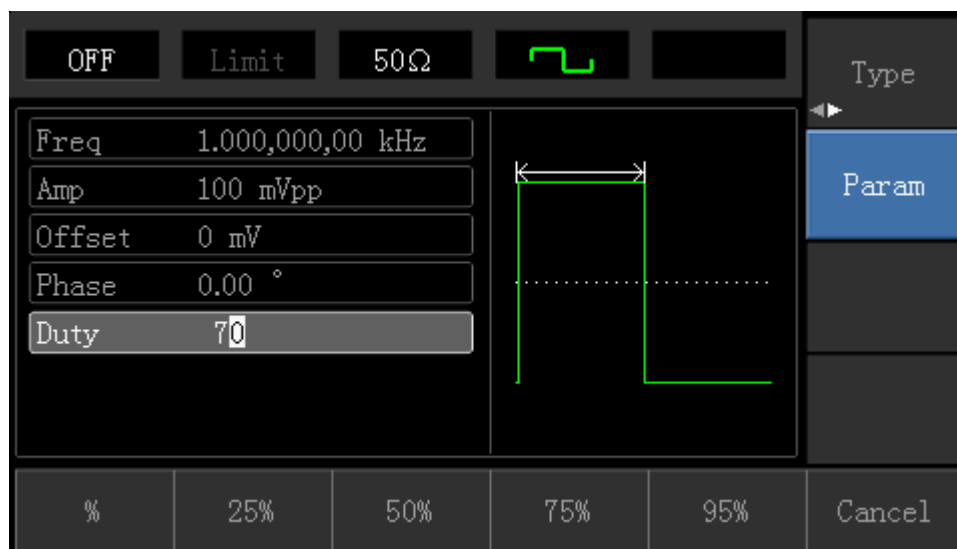 OFF Limit 50Ω Type
Freq 1.000,000,00 kHz
Amp 100 mVpp
Param
Offset 0 mV
Phase 0.00 °
Duty 70
% 25% 50% 75% 95% Cancel